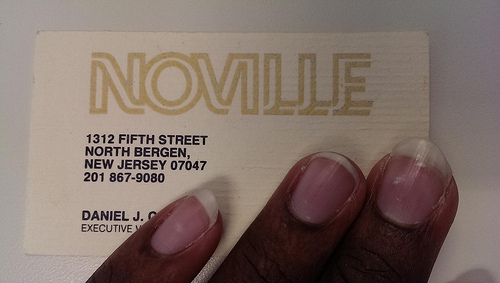 NOVILLE
1312 FIFTH STREET
NORTH BERGEN,
NEW JERSEY 07047
201 867-9080
DANIEL J.
EXECUTIVE